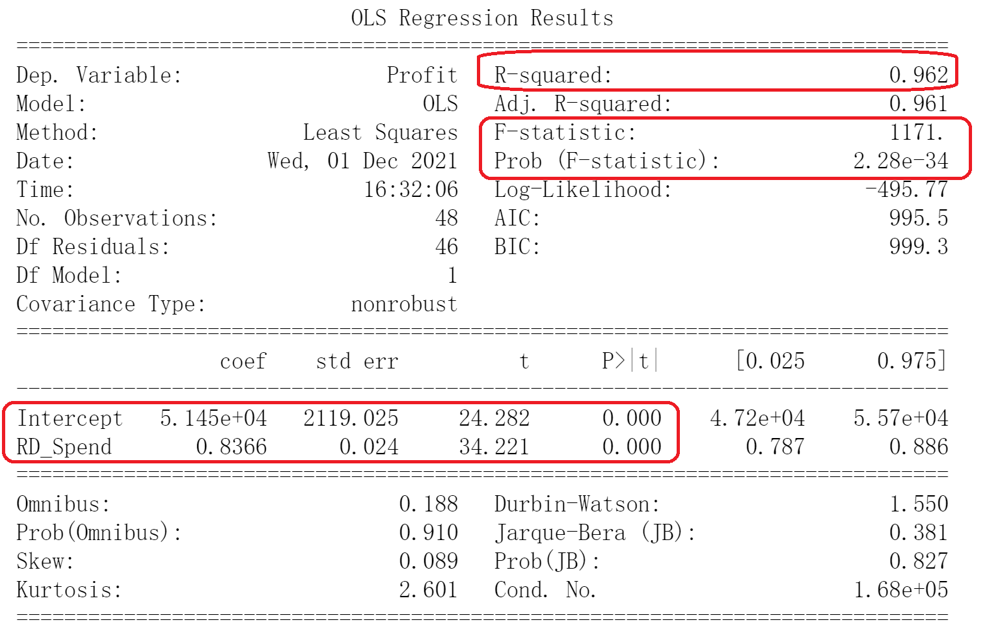 OLS Regression Results
==============================================================================
Dep. Variable:                 Profit   R-squared:                       0.962
Model:                            OLS   Adj. R-squared:                  0.961
Method:                 Least Squares   F-statistic:                     1171.
Date:                Wed, 01 Dec 2021   Prob (F-statistic):           2.28e-34
Time:                        16:32:06   Log-Likelihood:                -495.77
No. Observations:                  48   AIC:                             995.5
Df Residuals:                      46   BIC:                             999.3
Df Model:                           1
Covariance Type:            nonrobust
==============================================================================
                 coef    std err          t      P>|t|      [0.025      0.975]
------------------------------------------------------------------------------
Intercept   5.145e+04   2119.025     24.282      0.000    4.72e+04    5.57e+04
RD_Spend       0.8366      0.024     34.221      0.000       0.787       0.886
==============================================================================
Omnibus:                        0.188   Durbin-Watson:                   1.550
Prob(Omnibus):                  0.910   Jarque-Bera (JB):                0.381
Skew:                           0.089   Prob(JB):                        0.827
Kurtosis:                       2.601   Cond. No.                     1.68e+05
==============================================================================